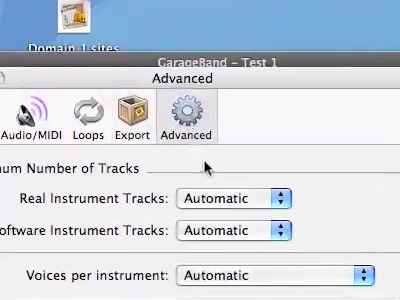 Domain 1 sites
GarageBand - Test 1
Advanced
Audio/MIDI Loops Export Advanced
num Number of Tracks
Real Instrument Tracks: Automatic
oftware Instrument Tracks: Automatic
Voices per instrument: Automatic